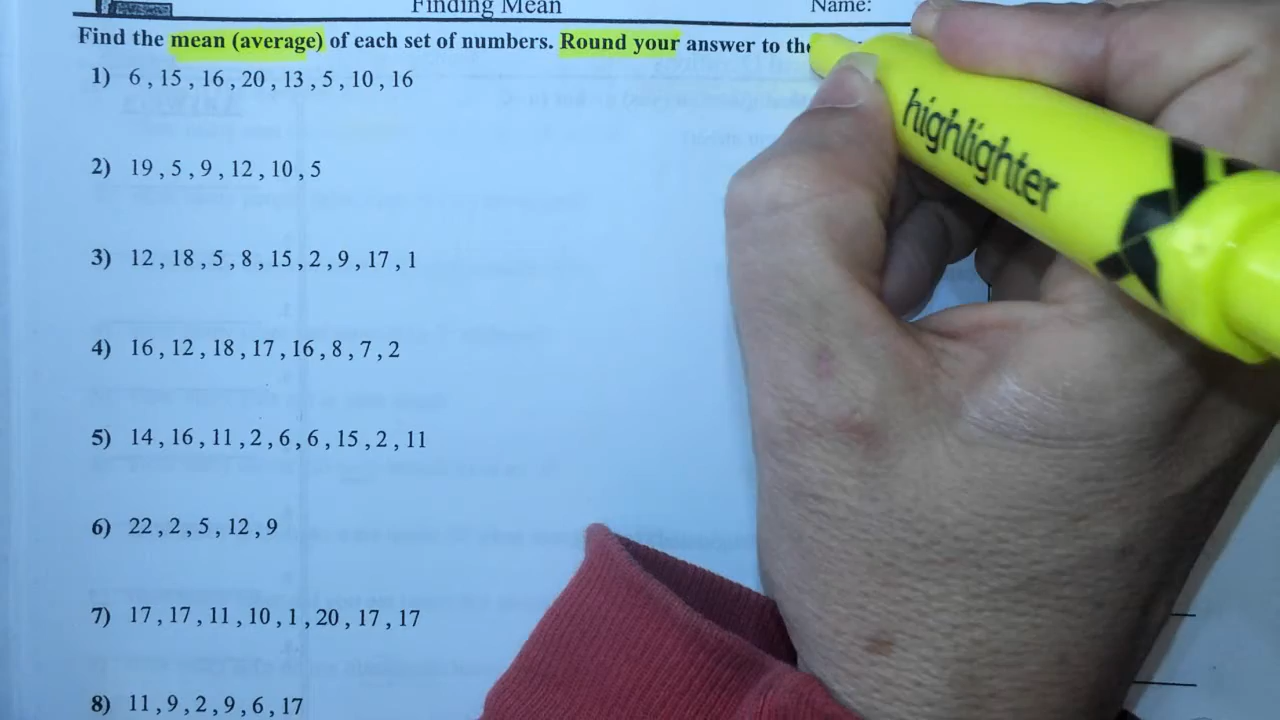 Finding Mean Name:
Find the mean (average) of each set of numbers. Round your answer to the
1) 6 , 15 , 16 , 20 , 13 , 5 , 10 , 16
2) 19 , 5 , 9 , 12 , 10 , 5
3) 12 , 18 , 5 , 8 , 15 , 2 , 9 , 17 , 1
4) 16 , 12 , 18 , 17 , 16 , 8 , 7 , 2
5) 14 , 16 , 11 , 2 , 6 , 6 , 15 , 2 , 11
6) 22 , 2 , 5 , 12 , 9
7) 17 , 17 , 11 , 10 , 1 , 20 , 17 , 17
8) 11 , 9 , 2 , 9 , 6 , 17
highlighter